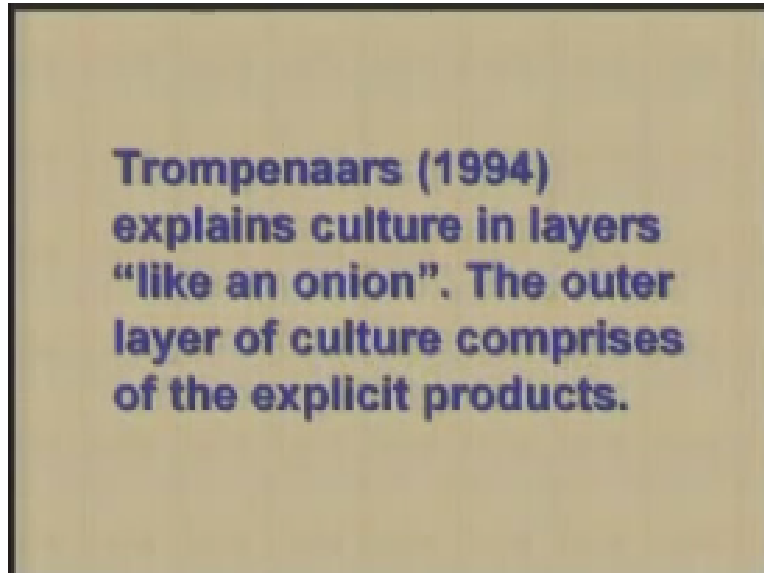 Trompenaars (1994)
explains culture in layers
“like an onion”. The outer
layer of culture comprises
of the explicit products.